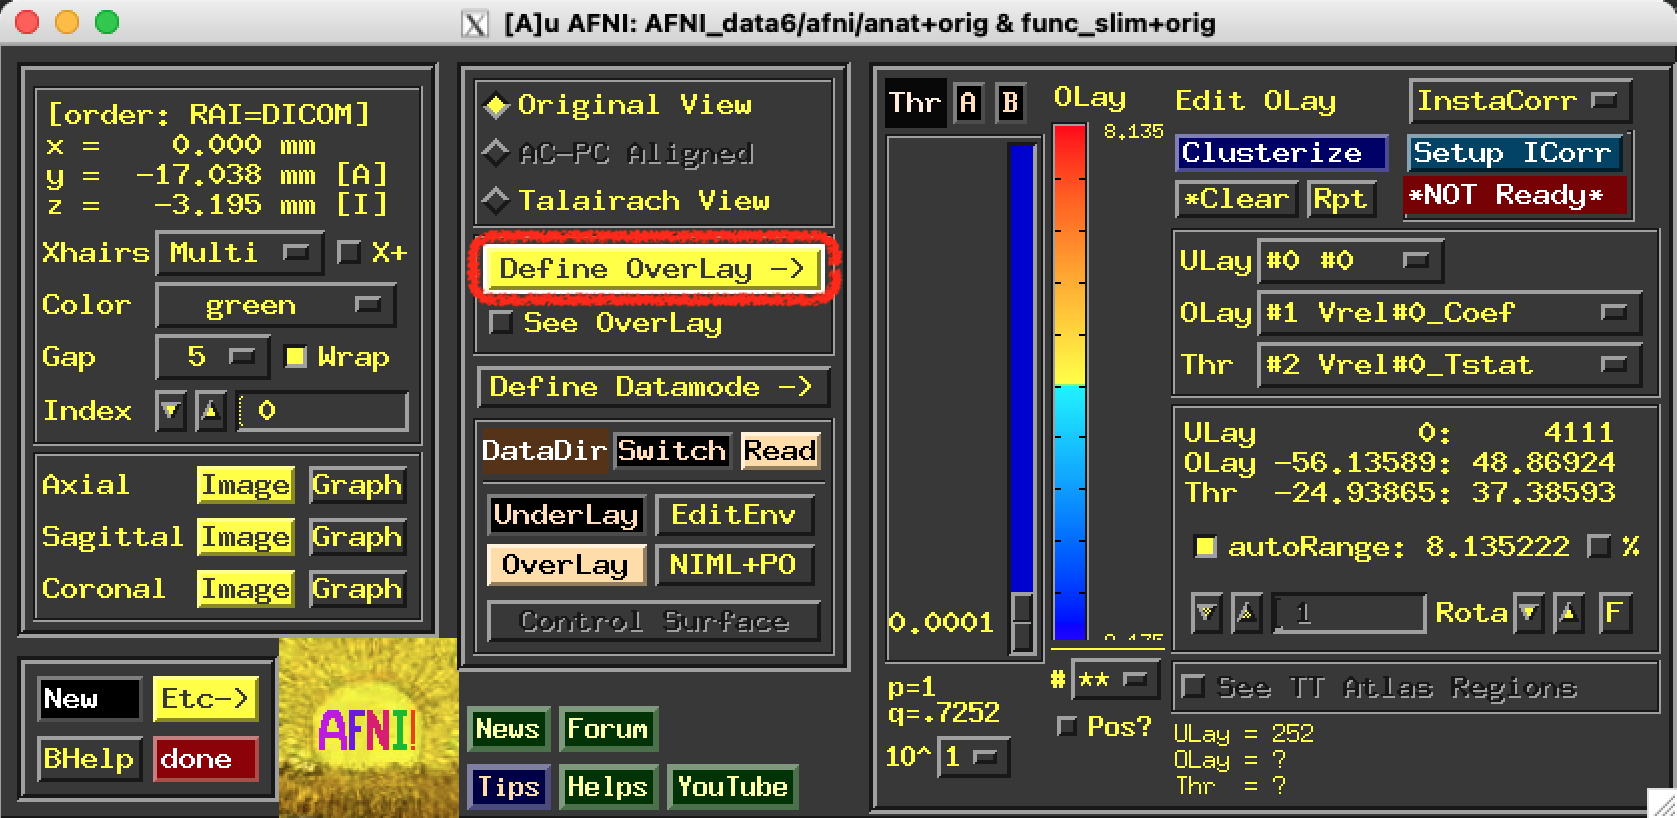 [A]u AFNI: AFNI_data6/afni/anat+orig & func_slim+orig
[order: RAI=DICOM]
x = 0.000 mm
y = -17.038 mm [A]
z = -3.195 mm [I]
Xhairs Multi X+
Color green
Gap 5 Wrap
Index 0
Axial Image Graph
Sagittal Image Graph
Coronal Image Graph
New Etc->
BHelp done
AFNI!
Original View
AC-PC Aligned
Talairach View
Define OverLay ->
See OverLay
Define Datamode ->
DataDir Switch Read
UnderLay EditEnv
OverLay NIML+PO
Control Surface
News Forum
Tips Helps YouTube
Thr A B
0.0001
p=1
q=.7252
10^ 1
OLay
8.135
# **
Pos?
Edit OLay InstaCorr
Clusterize Setup ICorr
*Clear Rpt *NOT Ready*
ULay #0 #0
OLay #1 Vrel#0_Coef
Thr #2 Vrel#0_Tstat
ULay 0: 4111
OLay -56.13589: 48.86924
Thr -24.93865: 37.38593
autoRange: 8.135222 %
1 Rota F
See TT Atlas Regions
ULay = 252
OLay = ?
Thr = ?